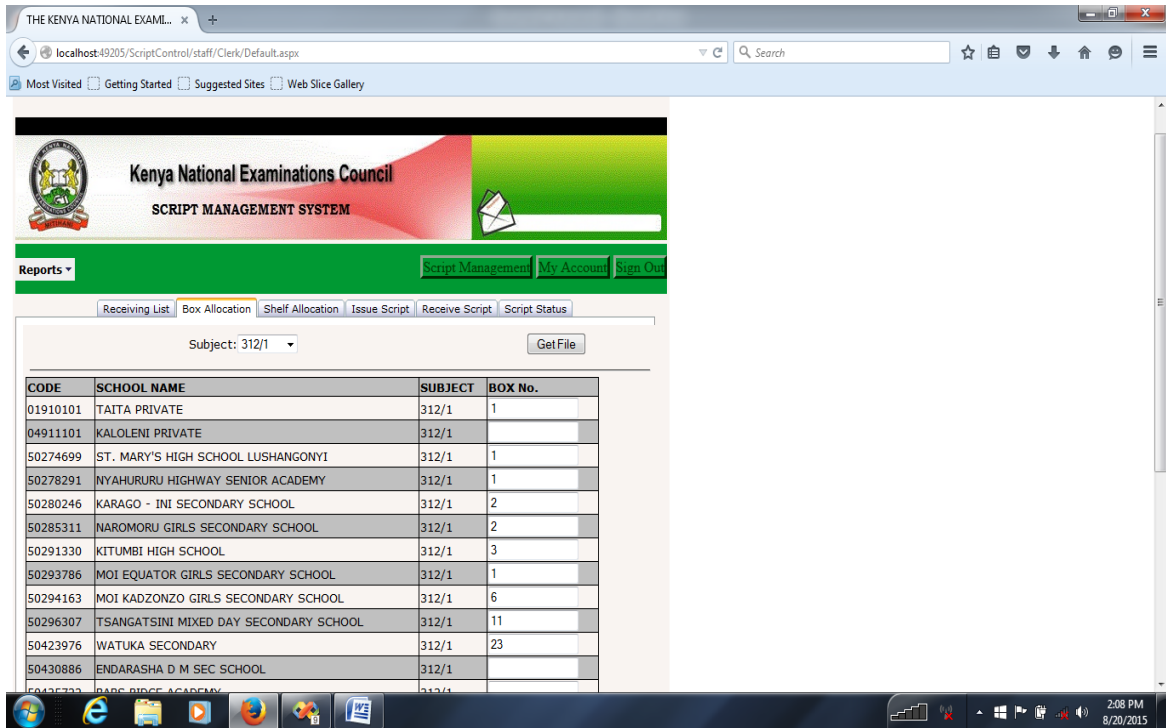 THE KENYA NATIONAL EXAMI... × +
localhost:49205/ScriptControl/staff/Clerk/Default.aspx Search
Most Visited Getting Started Suggested Sites Web Slice Gallery
Kenya National Examinations Council
SCRIPT MANAGEMENT SYSTEM
MITIHANI
Reports Script Management My Account Sign Out
Receiving List Box Allocation Shelf Allocation Issue Script Receive Script Script Status
Subject: 312/1 Get File
CODE SCHOOL NAME SUBJECT BOX No.
01910101 TAITA PRIVATE 312/1 1
04911101 KALOLENI PRIVATE 312/1
50274699 ST. MARY'S HIGH SCHOOL LUSHANGONYI 312/1 1
50278291 NYAHURURU HIGHWAY SENIOR ACADEMY 312/1 1
50280246 KARAGO - INI SECONDARY SCHOOL 312/1 2
50285311 NAROMORU GIRLS SECONDARY SCHOOL 312/1 2
50291330 KITUMBI HIGH SCHOOL 312/1 3
50293786 MOI EQUATOR GIRLS SECONDARY SCHOOL 312/1 1
50294163 MOI KADZONZO GIRLS SECONDARY SCHOOL 312/1 6
50296307 TSANGATSINI MIXED DAY SECONDARY SCHOOL 312/1 11
50423976 WATUKA SECONDARY 312/1 23
50430886 ENDARASHA D M SEC SCHOOL 312/1
2:08 PM
8/20/2015